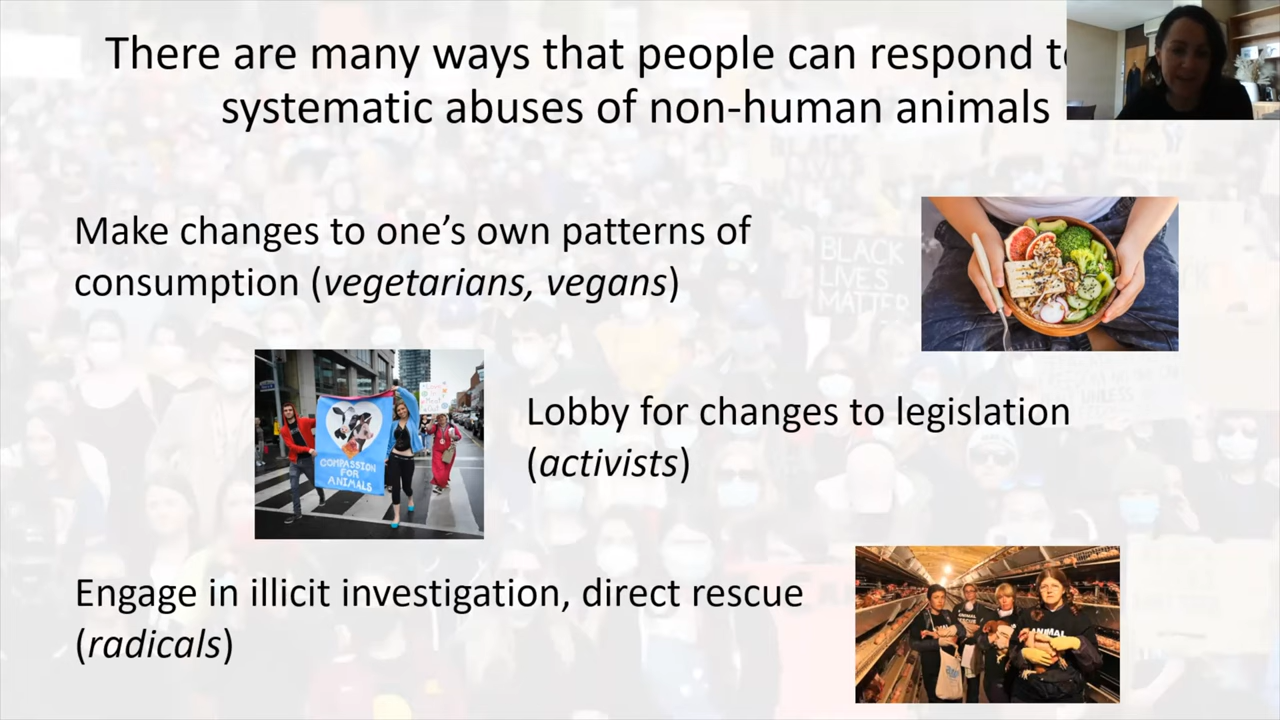 There are many ways that people can respond to
systematic abuses of non-human animals
Make changes to one’s own patterns of
consumption (vegetarians, vegans)
BLACK
LIVES
MATTER
COMPASSION
FOR
ANIMALS
Lobby for changes to legislation
(activists)
Engage in illicit investigation, direct rescue
(radicals)
ANIMAL